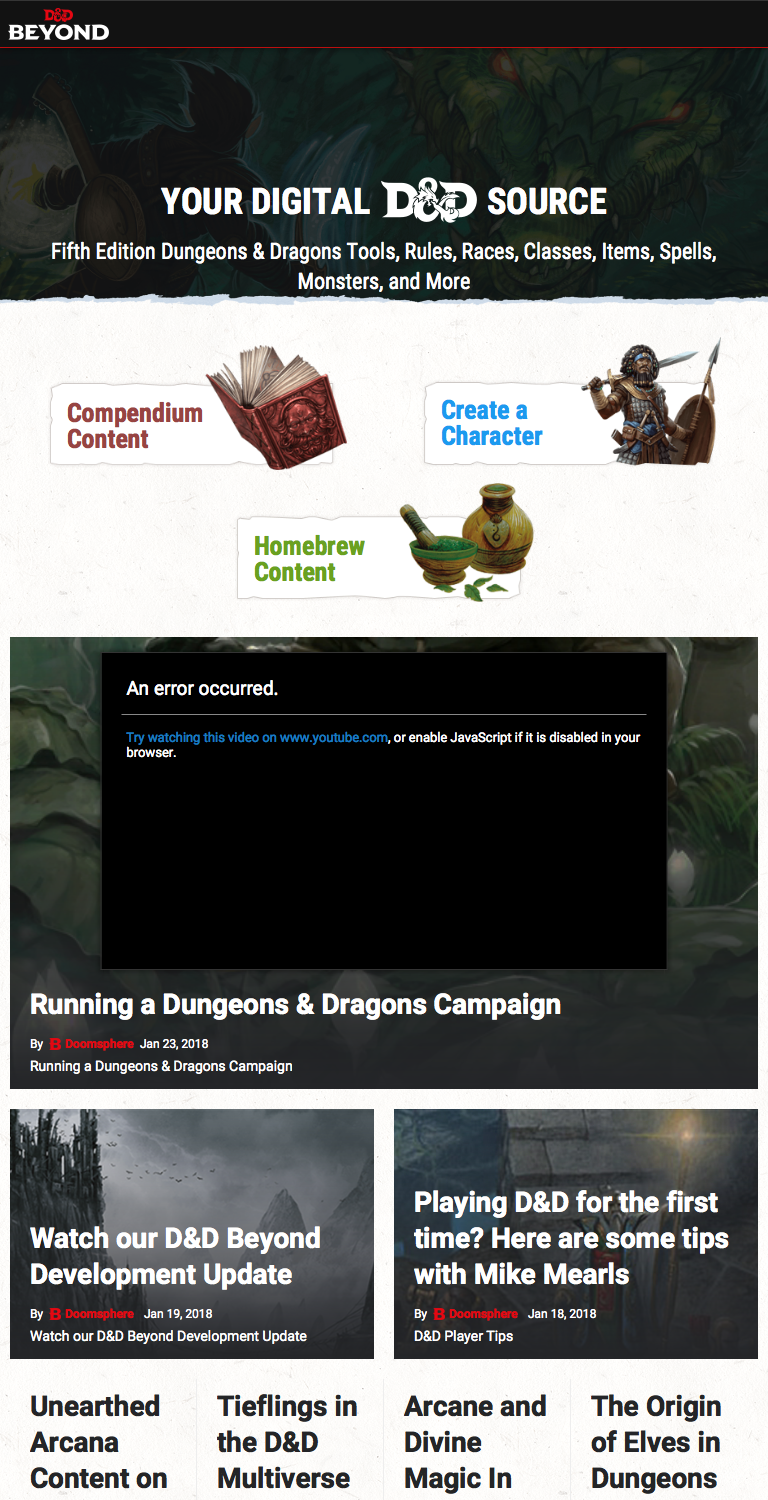 D&D
BEYOND
YOUR DIGITAL D&D SOURCE
Fifth Edition Dungeons & Dragons Tools, Rules, Races, Classes, Items, Spells,
Monsters, and More
Compendium
Content
Create a
Character
Homebrew
Content
An error occurred.
Try watching this video on www.youtube.com, or enable JavaScript if it is disabled in your
browser.
Running a Dungeons & Dragons Campaign
By B Doomsphere Jan 23, 2018
Running a Dungeons & Dragons Campaign
Watch our D&D Beyond
Development Update
By B Doomsphere Jan 19, 2018
Watch our D&D Beyond Development Update
Playing D&D for the first
time? Here are some tips
with Mike Mearls
By B Doomsphere Jan 18, 2018
D&D Player Tips
Unearthed
Arcana
Content on
Tieflings in
the D&D
Multiverse
Arcane and
Divine
Magic In
The Origin
of Elves in
Dungeons